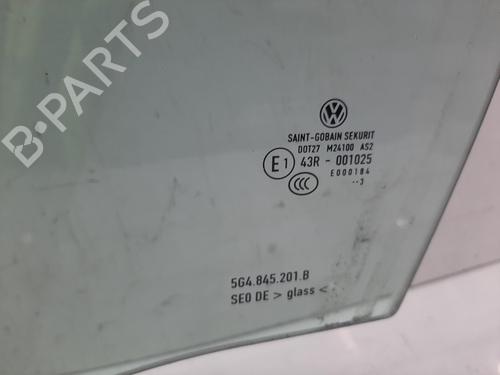 B-PARTS
SAINT-GOBAIN SEKURIT
DOT27 M24100 AS2
E1 43R - 001025
E000184
CCC
--3
5G4.845.201.B
SEO DE > glass <